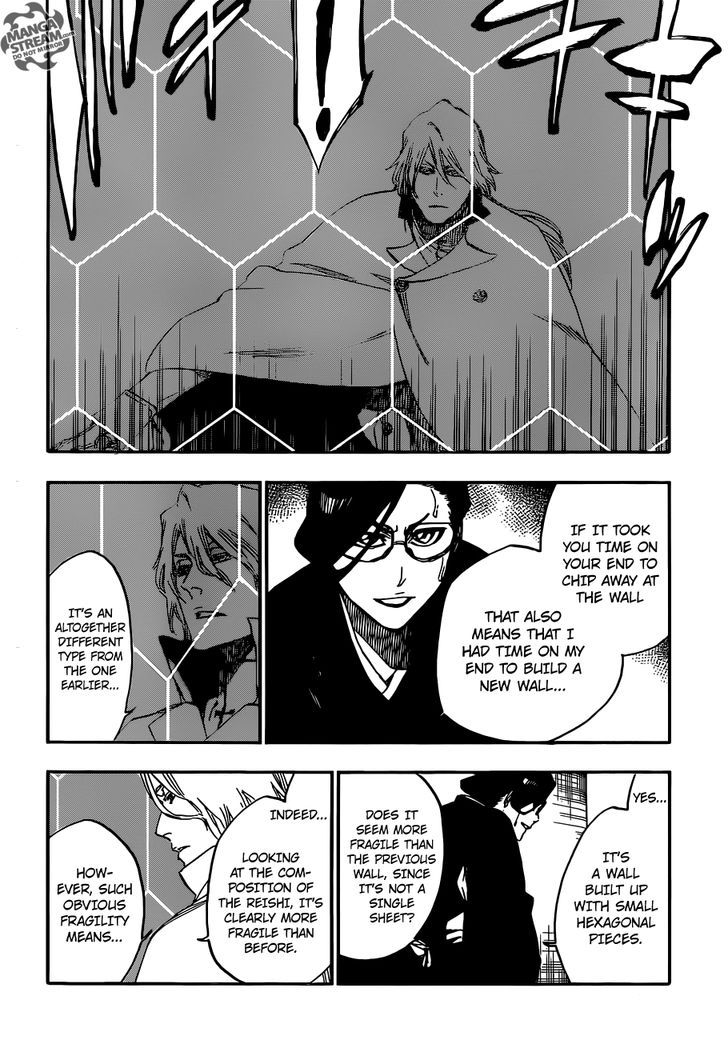 MANGA
STREAM
.COM
DO NOT MIRROR
IF IT TOOK
YOU TIME ON
YOUR END TO
CHIP AWAY AT
THE WALL
THAT ALSO
MEANS THAT I
HAD TIME ON MY
END TO BUILD A
NEW WALL...
IT'S AN
ALTOGETHER
DIFFERENT
TYPE FROM
THE ONE
EARLIER...
YES...
IT'S
A WALL
BUILT UP
WITH SMALL
HEXAGONAL
PIECES.
DOES IT
SEEM MORE
FRAGILE THAN
THE PREVIOUS
WALL, SINCE
IT'S NOT A
SINGLE
SHEET?
INDEED...
LOOKING
AT THE COM-
POSITION OF
THE REISHI, IT'S
CLEARLY MORE
FRAGILE THAN
BEFORE.
HOW-
EVER, SUCH
OBVIOUS
FRAGILITY
MEANS...